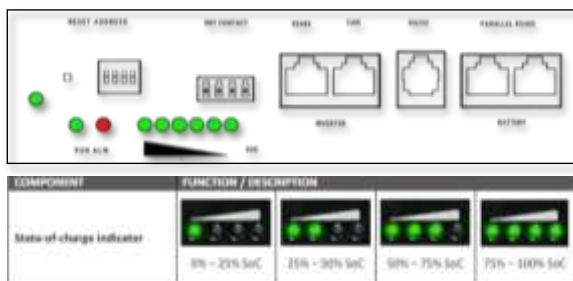 RESET ADDRESS DRY CONTACT RS485 CAN RS232 PARALLEL RS485
INVERTER BATTERY
RUN ALM SOC
COMPONENT FUNCTION / DESCRIPTION
State-of-charge indicator
0% – 25% SoC 25% – 50% SoC 50% – 75% SoC 75% – 100% SoC